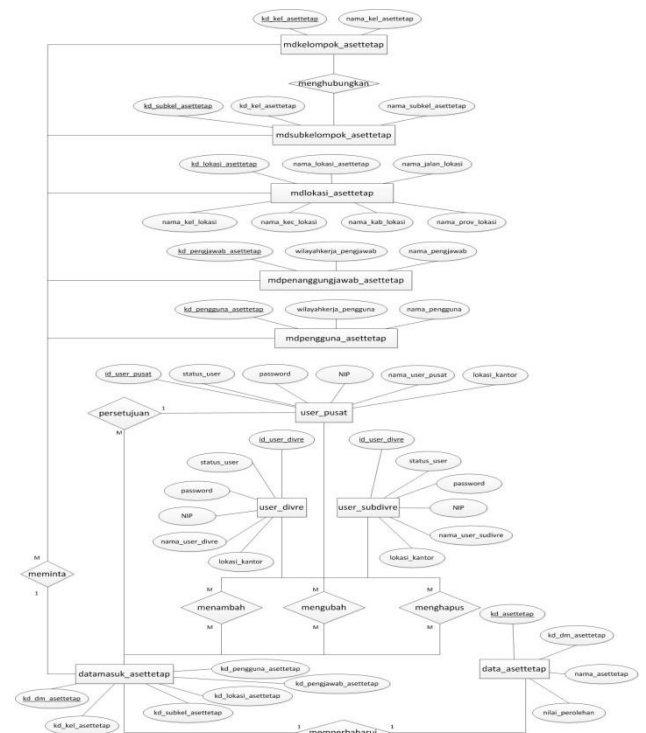 kd_kel_asettetap
nama_kel_asettetap
mdkelompok_asettetap
menghubungkan
kd_subkel_asettetap
kd_kel_asettetap
nama_subkel_asettetap
mdsubkelompok_asettetap
kd_lokasi_asettetap
nama_lokasi_asettetap
nama_jalan_lokasi
mdlokasi_asettetap
nama_kel_lokasi
nama_kec_lokasi
nama_kab_lokasi
nama_prov_lokasi
kd_pengjawab_asettetap
wilayahkerja_pengjawab
nama_pengjawab
mdpenanggungjawab_asettetap
kd_pengguna_asettetap
wilayahkerja_pengguna
nama_pengguna
mdpengguna_asettetap
id_user_pusat
status_user
password
NIP
nama_user_pusat
lokasi_kantor
persetujuan
1
M
user_pusat
id_user_divre
id_user_divre
status_user
status_user
password
password
user_divre
user_subdivre
NIP
NIP
nama_user_divre
nama_user_sudivre
lokasi_kantor
lokasi_kantor
M
meminta
1
M
M
M
menambah
mengubah
menghapus
M
M
M
kd_asettetap
kd_dm_asettetap
datamasuk_asettetap
kd_pengguna_asettetap
data_asettetap
nama_asettetap
kd_pengjawab_asettetap
kd_dm_asettetap
kd_lokasi_asettetap
kd_subkel_asettetap
nilai_perolehan
kd_kel_asettetap
1
1